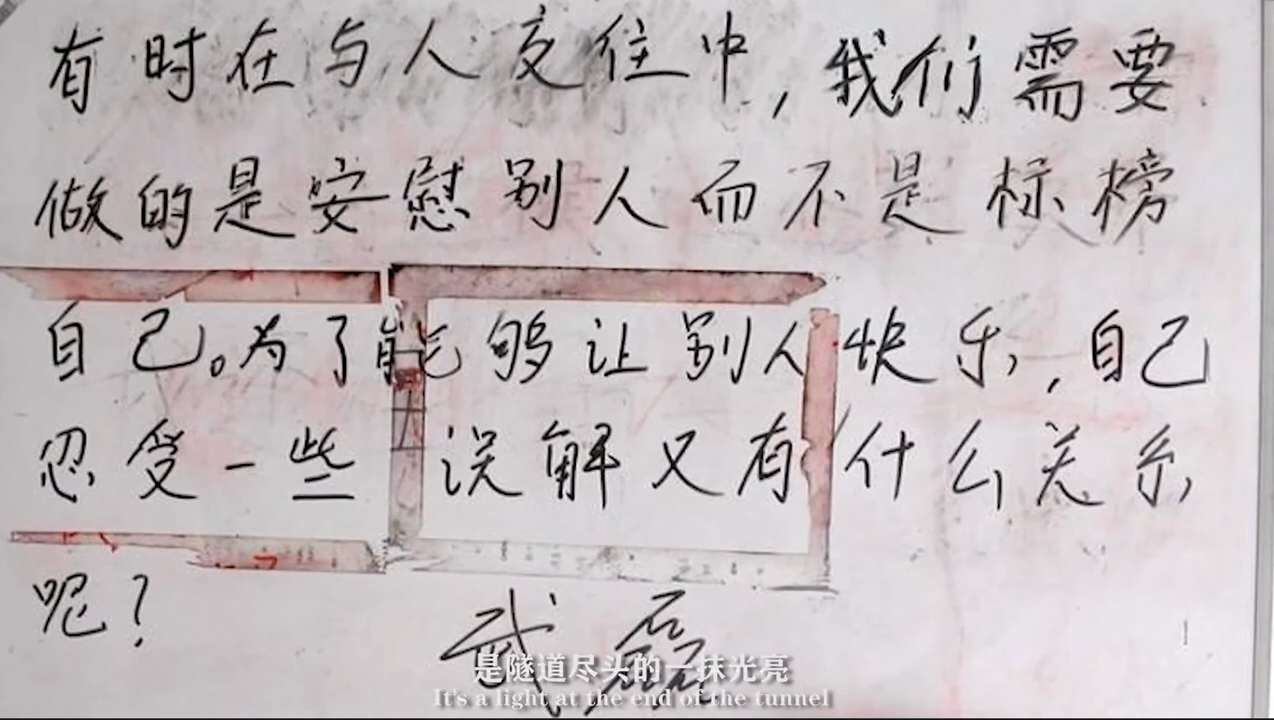 有时在与人交往中，我们需要
做的是安慰别人而不是标榜
自己。为了能够让别人快乐，自己
忍受一些误解又有什么关系
呢？
武磊
是隧道尽头的一抹光亮
It's a light at the end of the tunnel